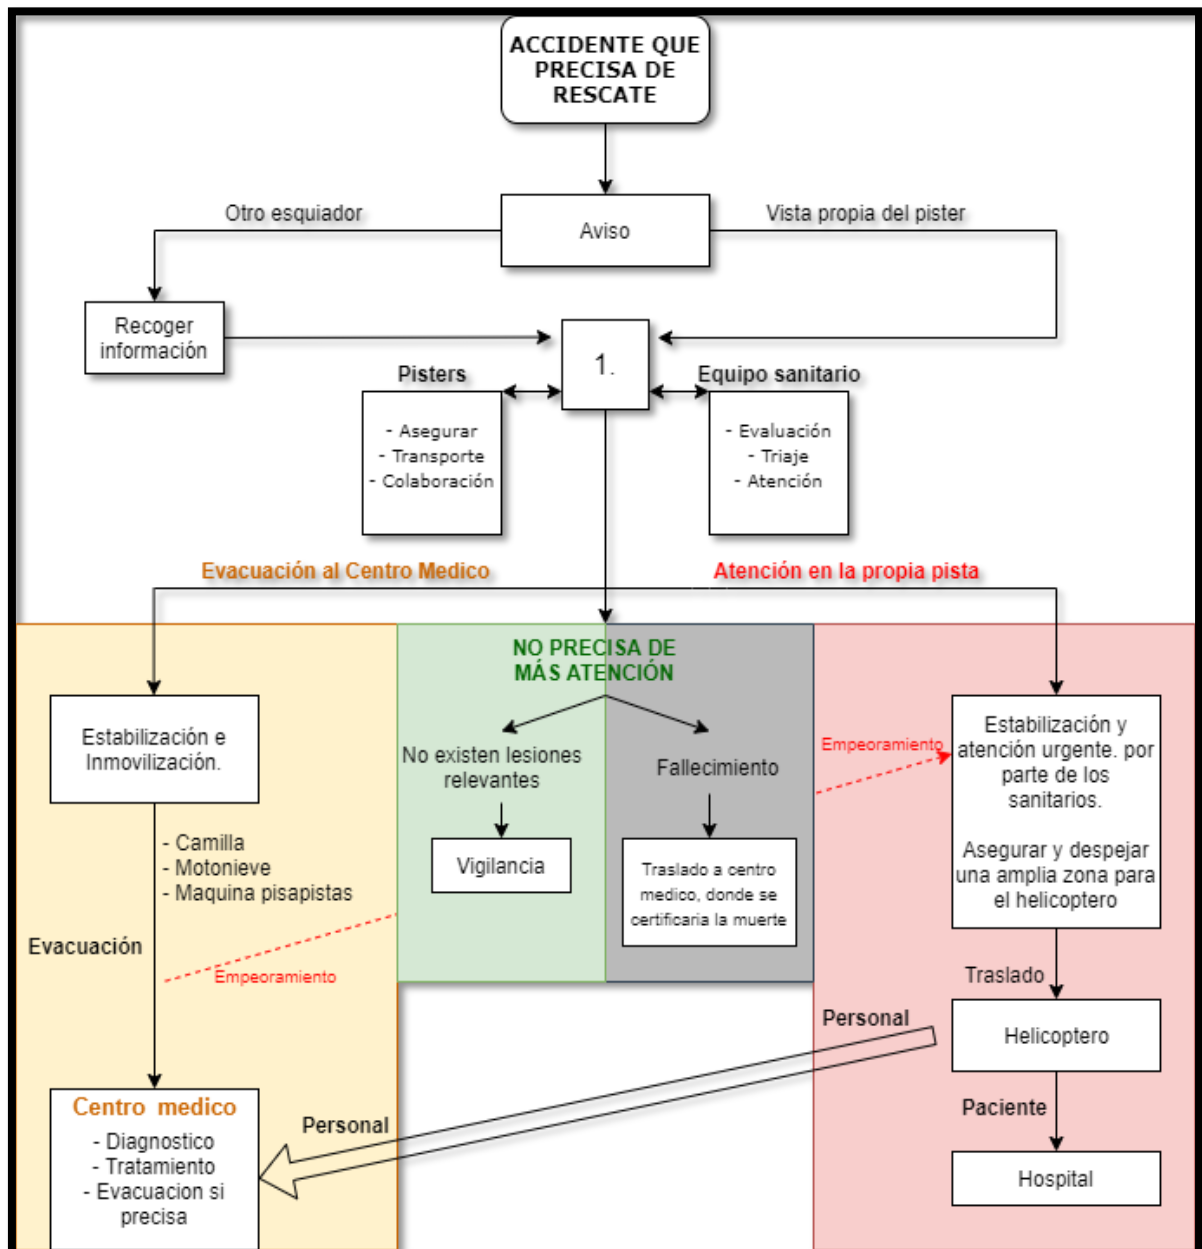 ACCIDENTE QUE
PRECISA DE
RESCATE
Otro esquiador
Aviso
Vista propia del pister
Recoger
información
1.
Pisters
- Asegurar
- Transporte
- Colaboración
Equipo sanitario
- Evaluación
- Triaje
- Atención
Evacuación al Centro Medico
Atención en la propia pista
NO PRECISA DE
MÁS ATENCIÓN
Estabilización e
Inmovilización.
No existen lesiones
relevantes
Fallecimiento
Empeoramiento
Estabilización y
atención urgente. por
parte de los
sanitarios.
Asegurar y despejar
una amplia zona para
el helicoptero
- Camilla
- Motonieve
- Maquina pisapistas
Vigilancia
Traslado a centro
medico, donde se
certificaria la muerte
Evacuación
Empeoramiento
Traslado
Personal
Helicoptero
Paciente
Hospital
Centro medico
- Diagnostico
- Tratamiento
- Evacuacion si
precisa
Personal